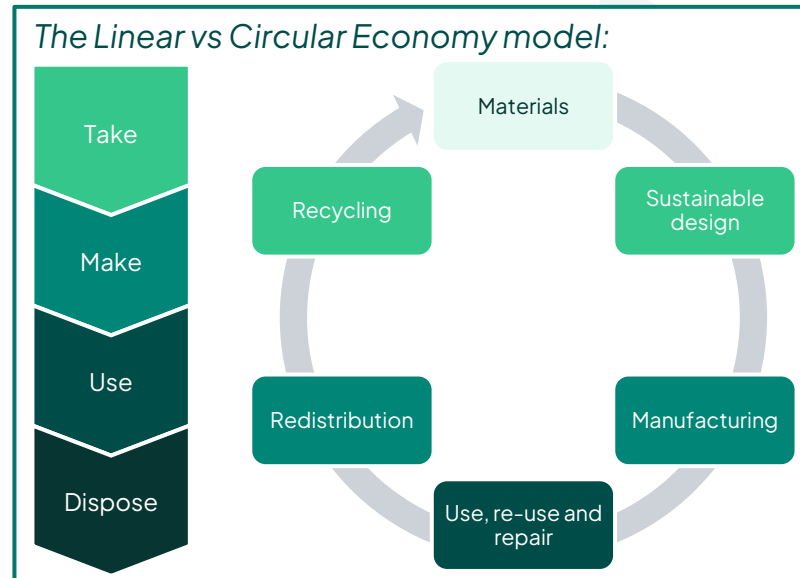 The Linear vs Circular Economy model:
Take
Make
Use
Dispose
Materials
Sustainable
design
Manufacturing
Use, re-use and
repair
Redistribution
Recycling